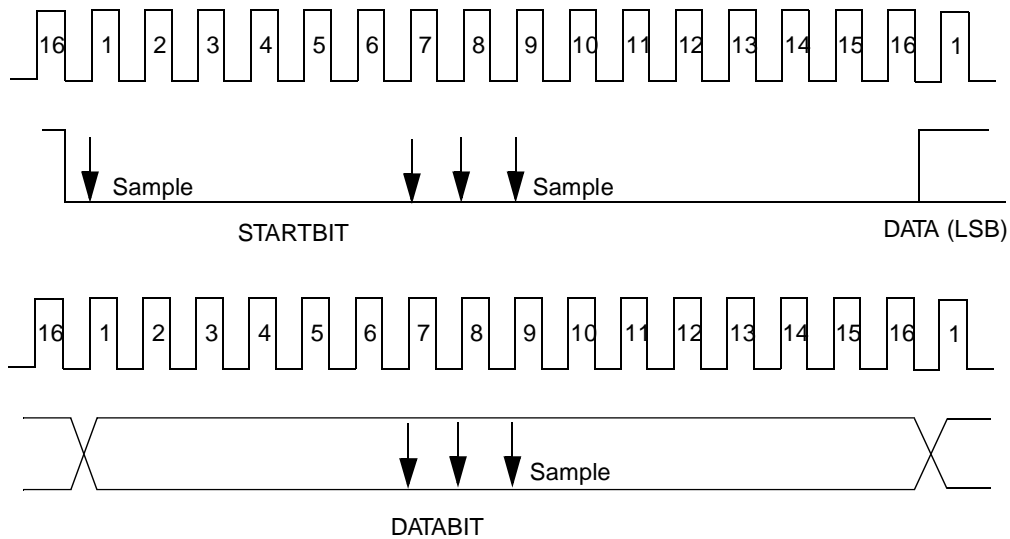 16 1 2 3 4 5 6 7 8 9 10 11 12 13 14 15 16 1
Sample Sample
STARTBIT DATA (LSB)
16 1 2 3 4 5 6 7 8 9 10 11 12 13 14 15 16 1
Sample
DATABIT